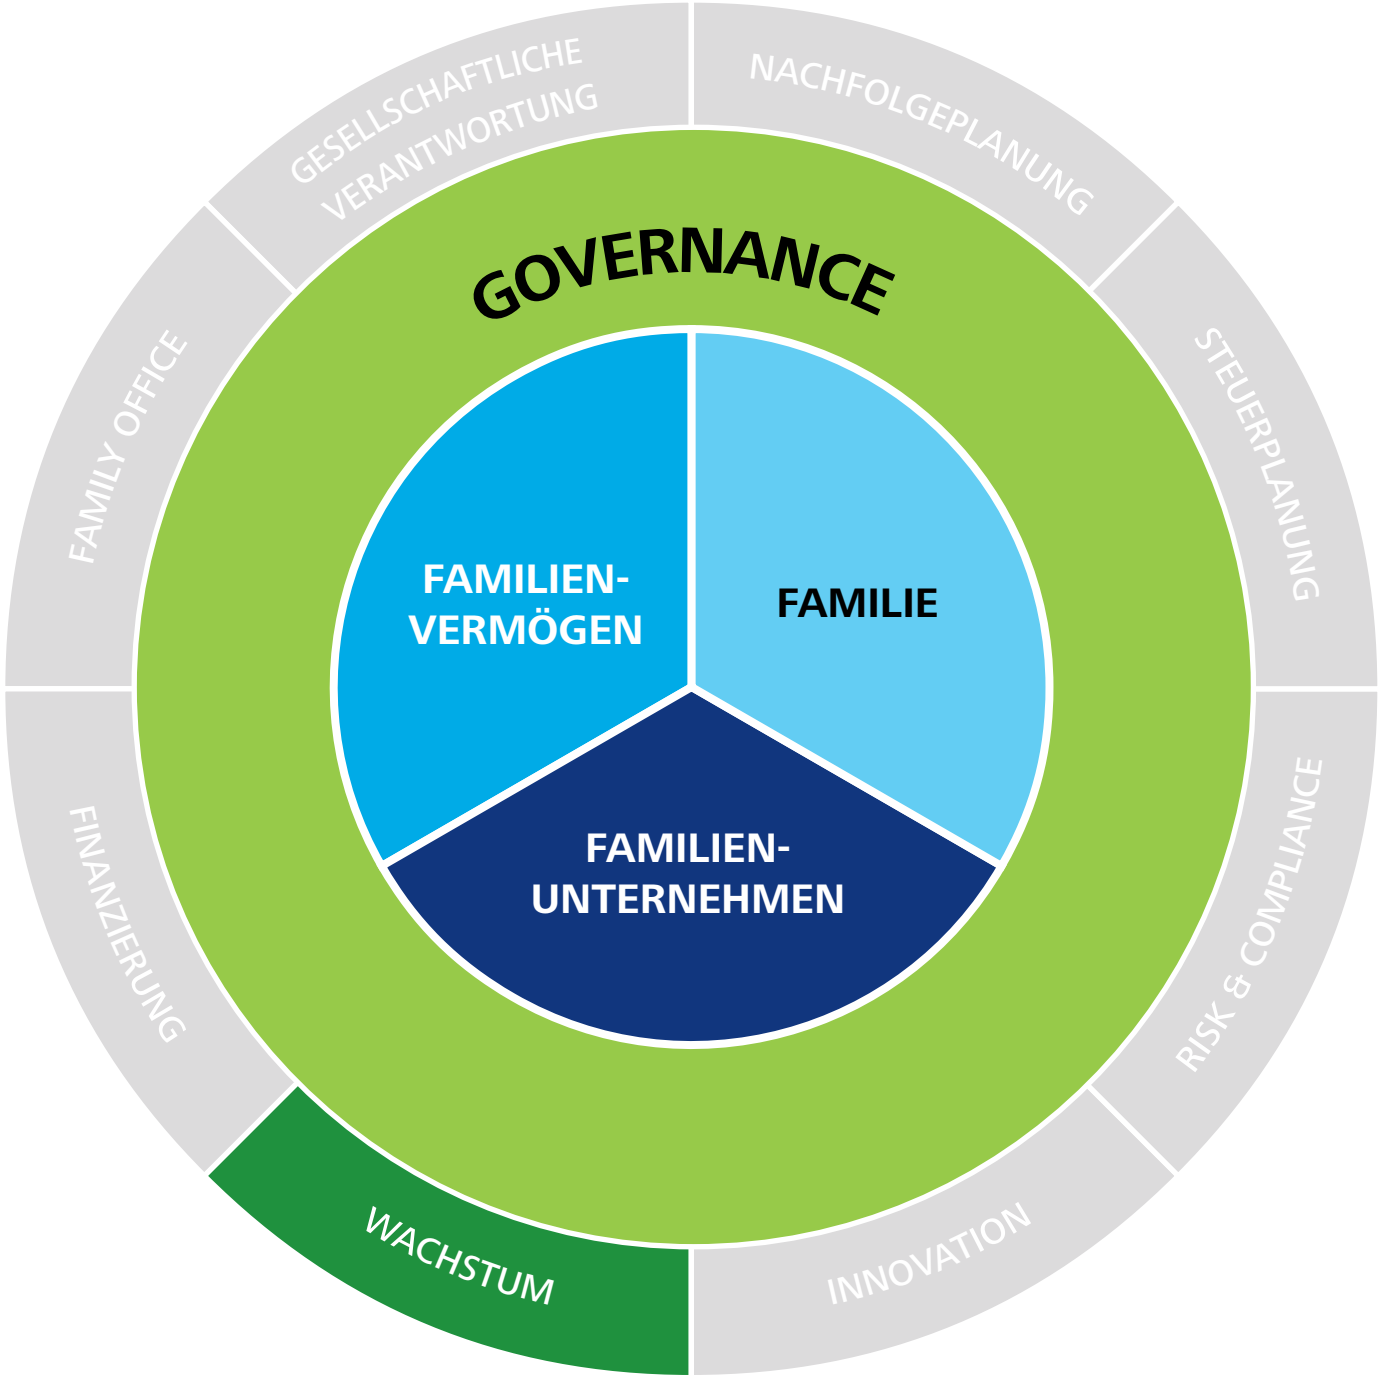 GESELLSCHAFTLICHE
VERANTWORTUNG
NACHFOLGEPLANUNG
STEUERPLANUNG
RISK & COMPLIANCE
INNOVATION
WACHSTUM
FINANZIERUNG
FAMILY OFFICE
GOVERNANCE
FAMILIEN-
VERMÖGEN
FAMILIE
FAMILIEN-
UNTERNEHMEN